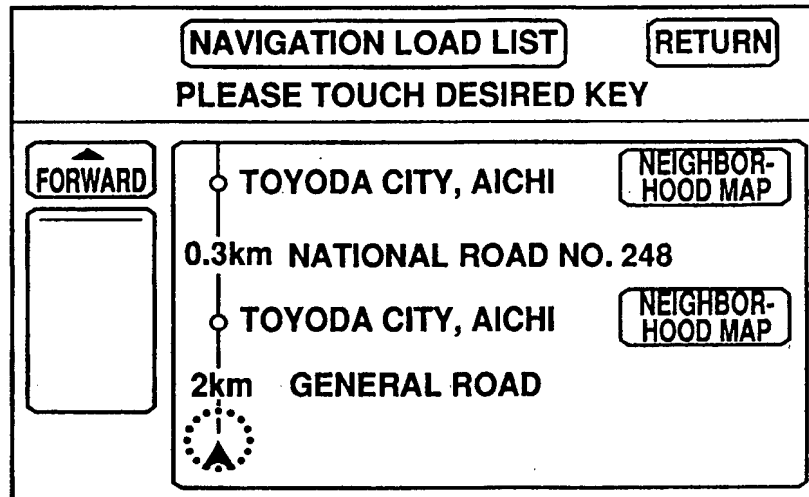 NAVIGATION LOAD LIST RETURN
PLEASE TOUCH DESIRED KEY
FORWARD
TOYODA CITY, AICHI NEIGHBOR-
HOOD MAP
0.3km NATIONAL ROAD NO. 248
TOYODA CITY, AICHI NEIGHBOR-
HOOD MAP
2km GENERAL ROAD